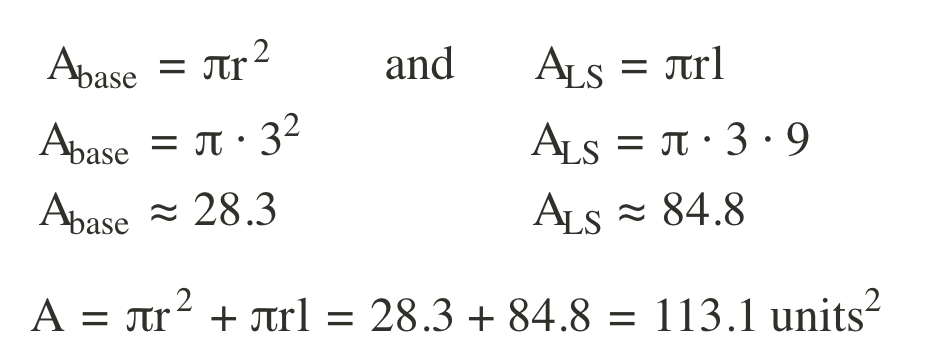 A_base = πr² and A_LS = πrl
A_base = π · 3² A_LS = π · 3 · 9
A_base ≈ 28.3 A_LS ≈ 84.8
A = πr² + πrl = 28.3 + 84.8 = 113.1 units²